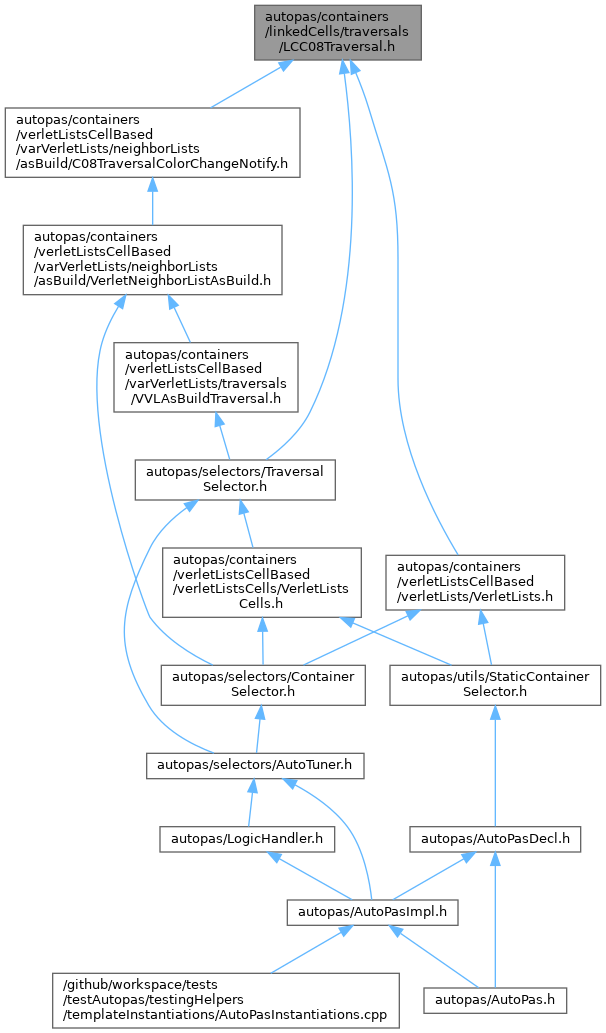 autopas/containers
/linkedCells/traversals
/LCC08Traversal.h
autopas/containers
/verletListsCellBased
/varVerletLists/neighborLists
/asBuild/C08TraversalColorChangeNotify.h
autopas/containers
/verletListsCellBased
/varVerletLists/neighborLists
/asBuild/VerletNeighborListAsBuild.h
autopas/containers
/verletListsCellBased
/varVerletLists/traversals
/VVLAsBuildTraversal.h
autopas/selectors/Traversal
Selector.h
autopas/containers
/verletListsCellBased
/verletListsCells/VerletLists
Cells.h
autopas/containers
/verletListsCellBased
/verletLists/VerletLists.h
autopas/selectors/Container
Selector.h
autopas/utils/StaticContainer
Selector.h
autopas/selectors/AutoTuner.h
autopas/LogicHandler.h
autopas/AutoPasDecl.h
autopas/AutoPasImpl.h
/github/workspace/tests
/testAutopas/testingHelpers
/templateInstantiations/AutoPasInstantiations.cpp
autopas/AutoPas.h